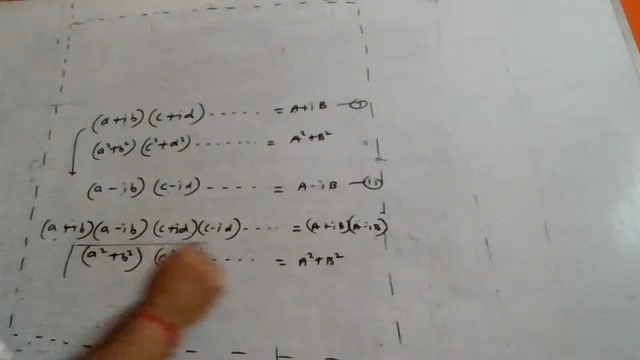 (a+ib)(c+id)······ = A+iB —(i)
(a²+b²)(c²+d²)······· = A²+B²
(a-ib)(c-id)····· = A-iB —(ii)
(a+ib)(a-ib)(c+id)(c-id)···· = (A+iB)(A-iB)
(a²+b²) ···· = A²+B²